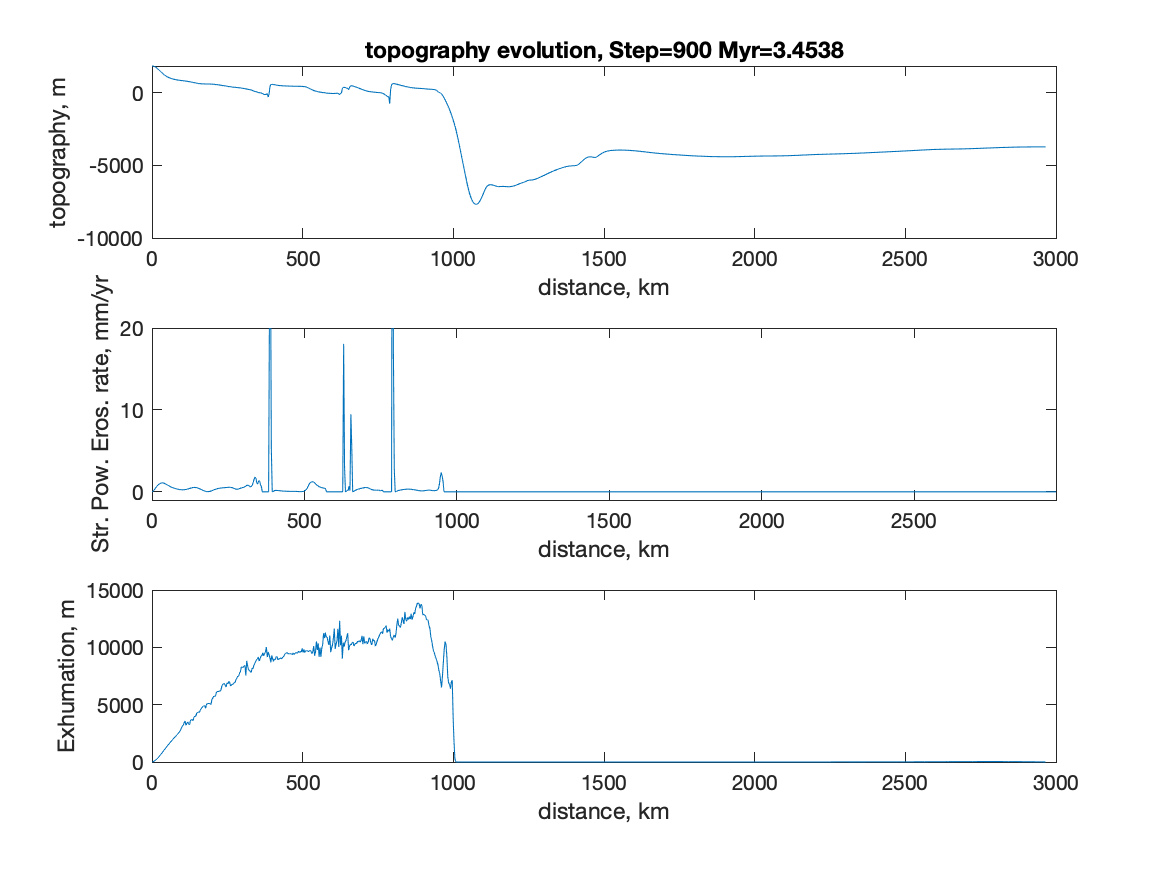 topography evolution, Step=900 Myr=3.4538
topography, m
0
-5000
-10000
0 500 1000 1500 2000 2500 3000
distance, km
Str. Pow. Eros. rate, mm/yr
20
10
0
0 500 1000 1500 2000 2500
distance, km
Exhumation, m
15000
10000
5000
0
0 500 1000 1500 2000 2500 3000
distance, km